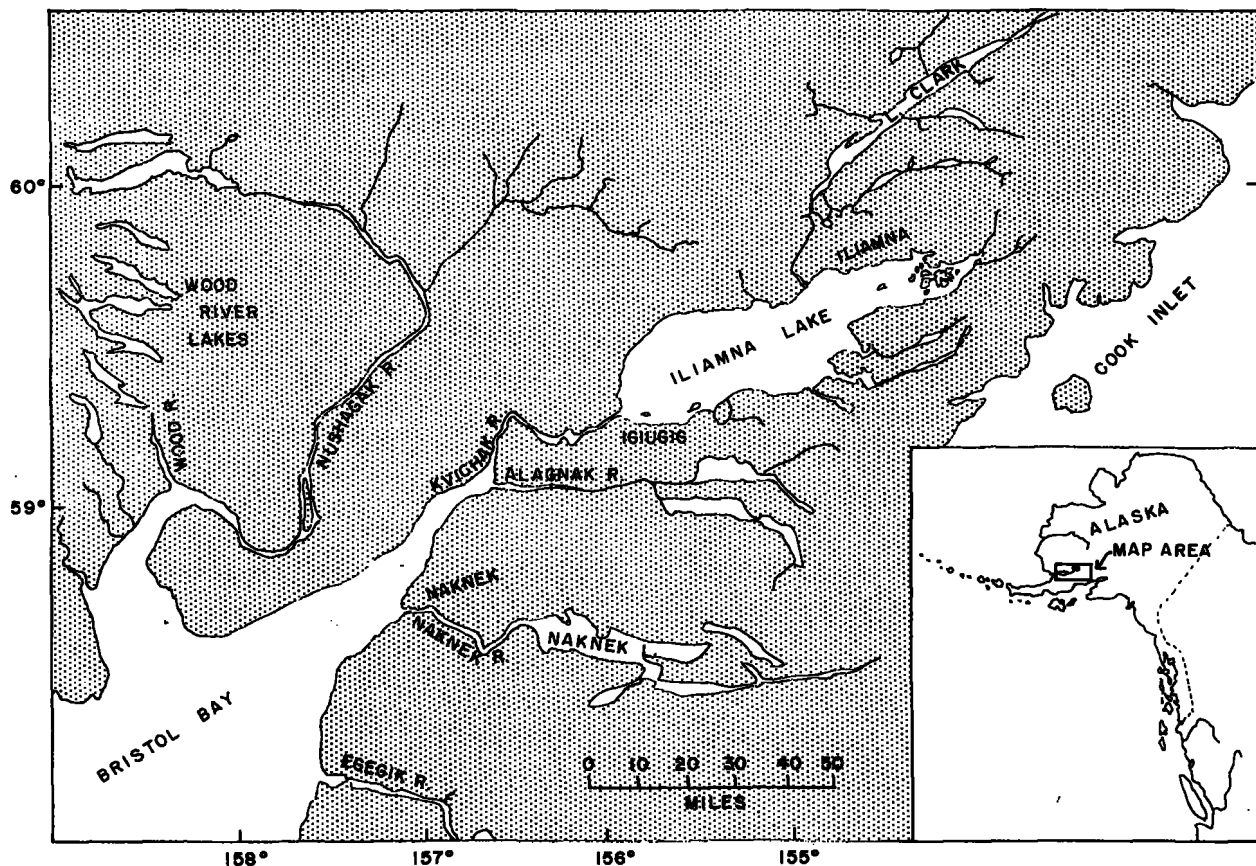 CLARK
60°
ILIAMNA
WOOD
RIVER
LAKES
ILIAMNA LAKE
COOK INLET
NUSHAGAK R.
WOOD R.
KVICHAK R.
IGIUGIG
ALAGNAK R.
59°
ALASKA
MAP AREA
NAKNEK
NAKNEK R.
NAKNEK
BRISTOL BAY
EGEGIK R.
0 10 20 30 40 50
MILES
158° 157° 156° 155°